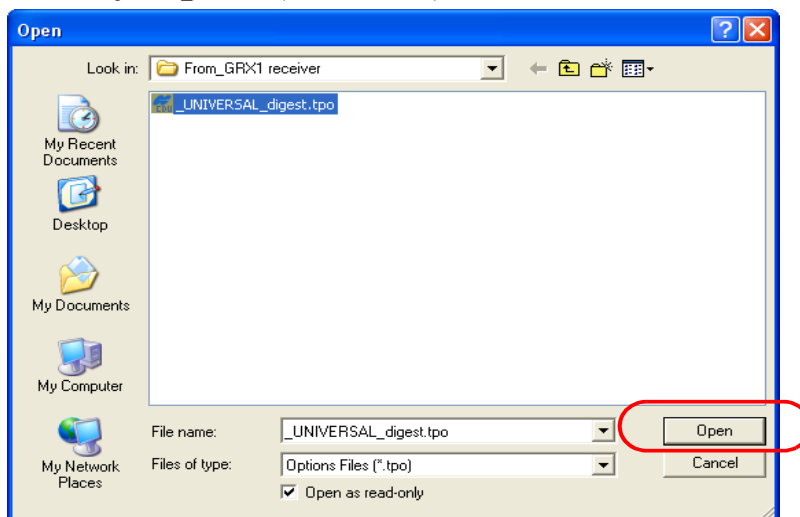 Open
Look in:
From_GRX1 receiver
_UNIVERSAL_digest.tpo
My Recent
Documents
Desktop
My Documents
My Computer
My Network
Places
File name:
_UNIVERSAL_digest.tpo
Open
Files of type:
Options Files (*.tpo)
Cancel
Open as read-only